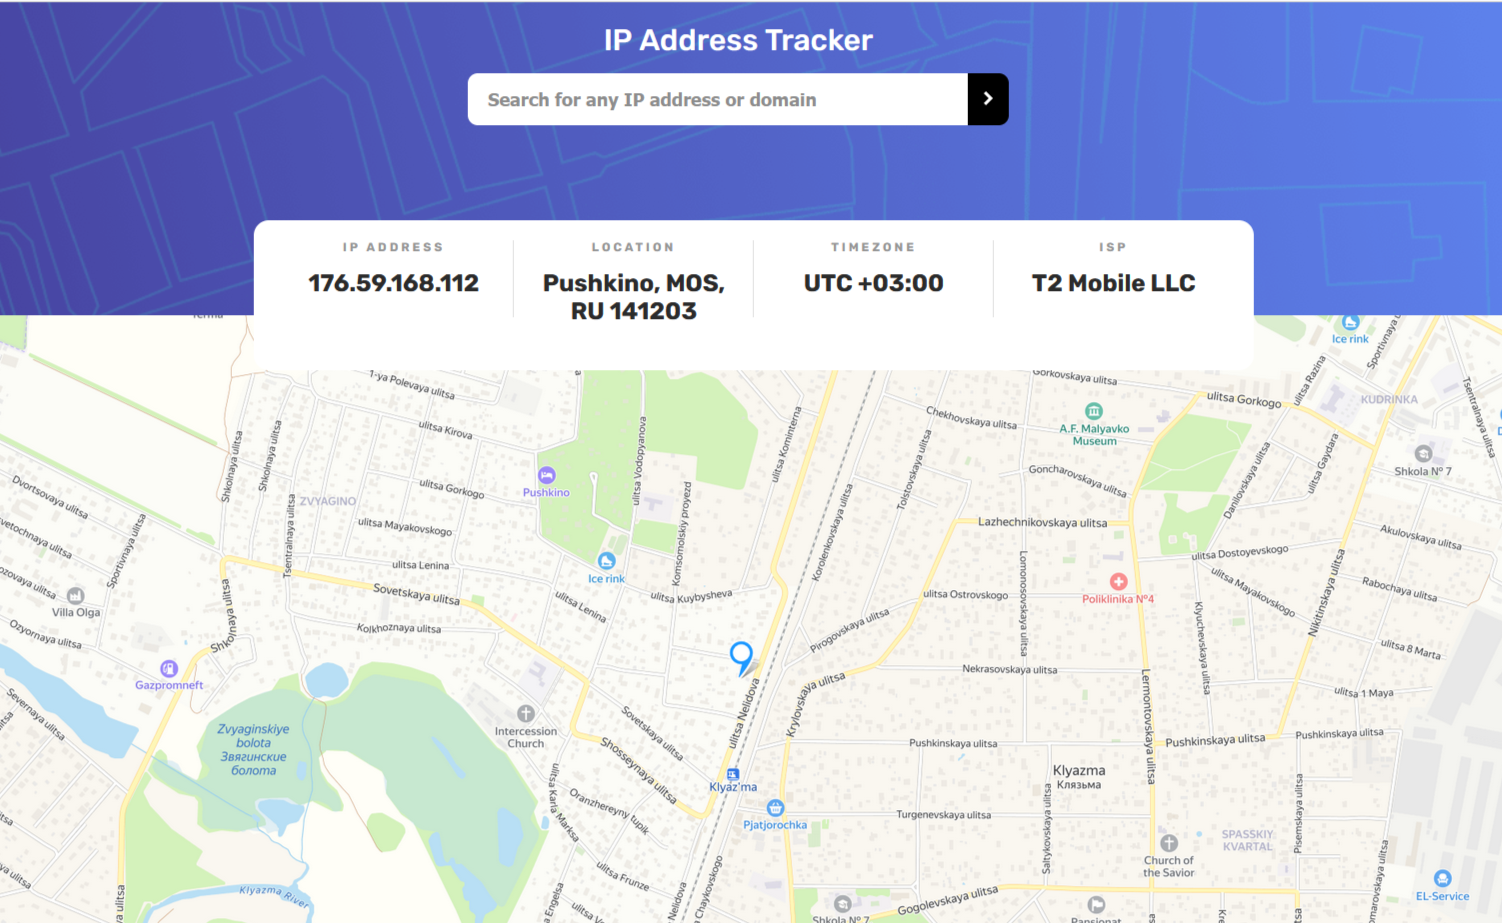 IP Address Tracker
Search for any IP address or domain
IP ADDRESS
176.59.168.112
LOCATION
Pushkino, MOS,
RU 141203
TIMEZONE
UTC +03:00
ISP
T2 Mobile LLC
Ice rink
Sportivnaya u
1-ya Polevaya ulitsa
Gorkovskaya ulitsa
ulitsa Razina
ulitsa Gorkogo
KUDRINKA
Tsentralnaya ulitsa
Chekhovskaya ulitsa
A.F. Malyavko
Museum
ulitsa Kirova
ulitsa Vodopyanova
ulitsa Kominterna
Shkolnaya ulitsa
Shkolnaya ulitsa
Tolstovskaya ulitsa
Goncharovskaya ulitsa
Danilovskaya ulitsa
ulitsa Gaydara
Shkola № 7
Dvortsovaya ulitsa
ZVYAGINO
ulitsa Gorkogo
Pushkino
Komsomolskiy proyezd
Korolenkovskaya ulitsa
Lazhechnikovskaya ulitsa
vetochnaya ulitsa
Sportivnaya ulitsa
Tsentralnaya ulitsa
ulitsa Mayakovskogo
Akulovskaya ulitsa
ulitsa Dostoyevskogo
ulitsa Lenina
Ice rink
Lomonosovskaya ulitsa
Poliklinika №4
ulitsa Mayakovskogo
Nikitinskaya ulitsa
Rabochaya ulitsa
ozovaya ulitsa
Villa Olga
Shkolnaya ulitsa
Sovetskaya ulitsa
ulitsa Lenina
ulitsa Kuybysheva
ulitsa Ostrovskogo
Klyuchevskaya ulitsa
Ozyornaya ulitsa
Kolkhoznaya ulitsa
Pirogovskaya ulitsa
ulitsa 8 Marta
Gazpromneft
Nekrasovskaya ulitsa
Severnaya ulitsa
Krylovskaya ulitsa
Lermontovskaya ulitsa
ulitsa 1 Maya
Zvyaginskiye
bolota
Звягинские
болота
Intercession
Church
Sovetskaya ulitsa
ulitsa Nelidova
Pushkinskaya ulitsa
Pushkinskaya ulitsa
Pushkinskaya ulitsa
Shosseynaya ulitsa
Klyaz'ma
Klyazma
Клязьма
ulitsa Karla Marksa
Oranzhereyny tupik
Pjatjorochka
Turgenevskaya ulitsa
Saltykovskaya ulitsa
Pisemskaya ulitsa
SPASSKIY
KVARTAL
Church of
the Savior
ulitsa Frunze
Klyazma River
Engelsa
Nelidova
Chaykovskogo
Gogolevskaya ulitsa
EL-Service
Shkola № 7
Pansionat